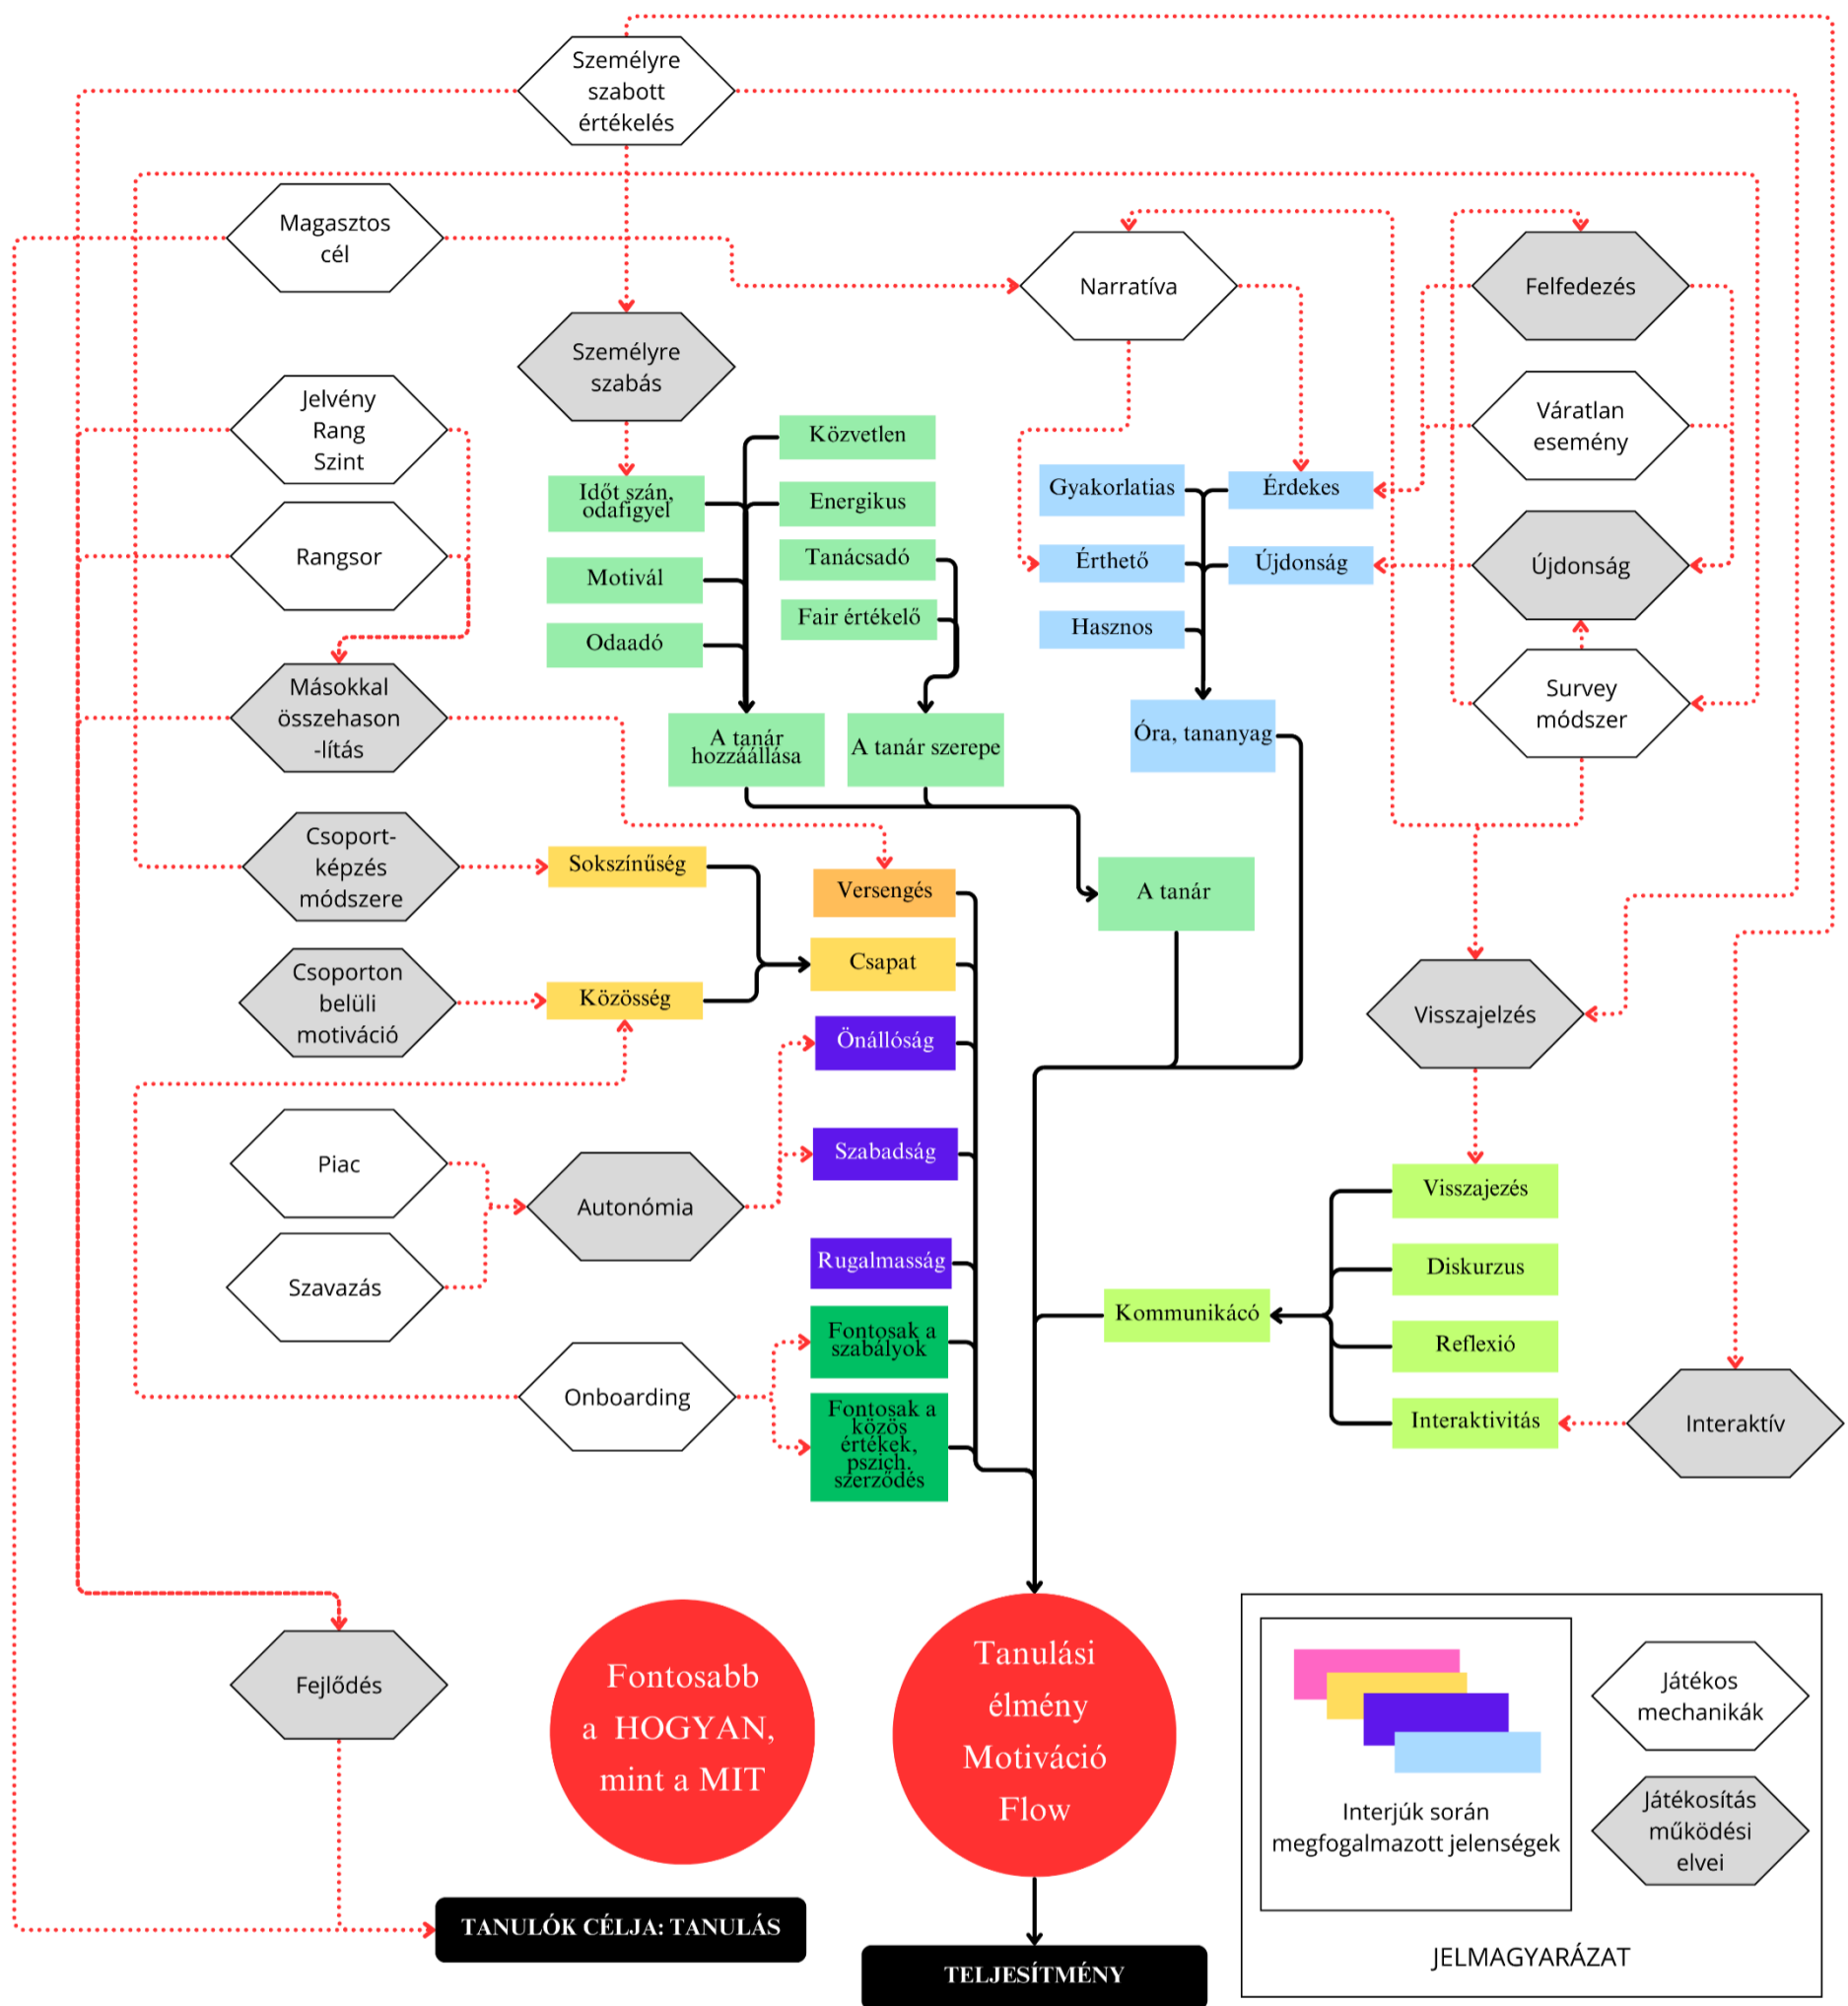 Személyre
szabott
értékelés
Magasztos
cél
Narratíva
Felfedezés
Személyre
szabás
Jelvény
Rang
Szint
Váratlan
esemény
Közvetlen
Időt szán,
odafigyel
Energikus
Gyakorlatias
Érdekes
Rangsor
Motivál
Tanácsadó
Érthető
Újdonság
Újdonság
Odaadó
Fair értékelő
Hasznos
Másokkal
összehason
-lítás
A tanár
hozzáállása
A tanár szerepe
Óra, tananyag
Survey
módszer
Csoport-
képzés
módszere
Sokszínűség
Versengés
A tanár
Csoporton
belüli
motiváció
Közösség
Csapat
Önállóság
Visszajelzés
Piac
Autonómia
Szabadság
Visszajezés
Szavazás
Rugalmasság
Diskurzus
Kommunikácó
Fontosak a
szabályok
Reflexió
Onboarding
Fontosak a
közös
értékek,
pszich.
szerződés
Interaktivitás
Interaktív
Fejlődés
Fontosabb
a HOGYAN,
mint a MIT
Tanulási
élmény
Motiváció
Flow
Interjúk során
megfogalmazott jelenségek
Játékos
mechanikák
Játékosítás
működési
elvei
JELMAGYARÁZAT
TANULÓK CÉLJA: TANULÁS
TELJESÍTMÉNY